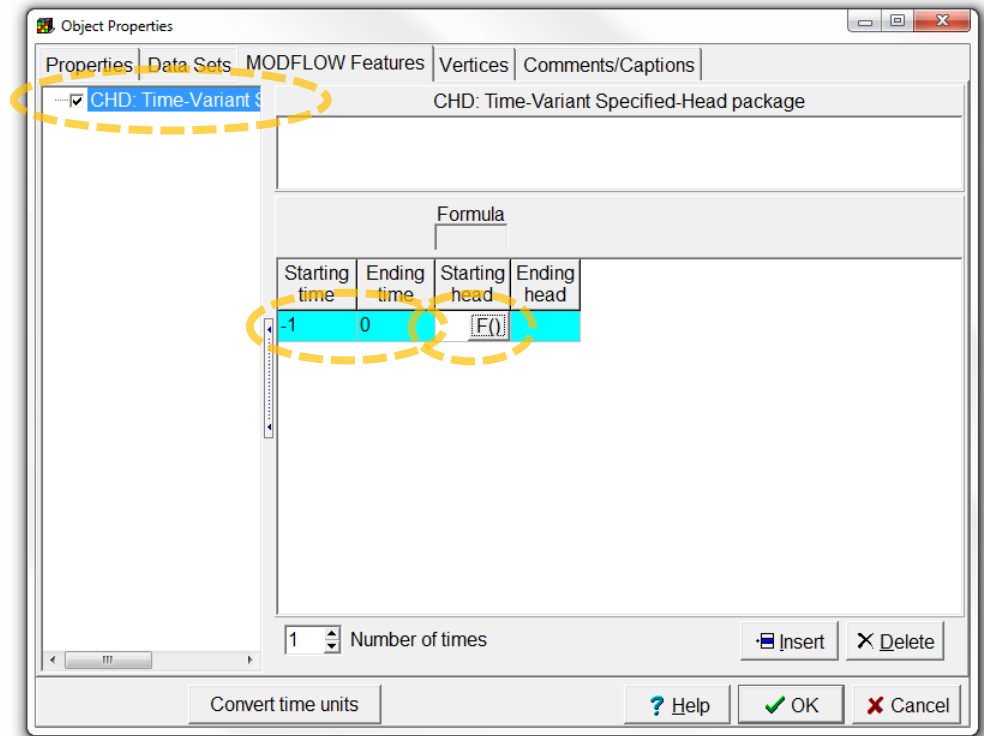 Object Properties
Properties Data Sets MODFLOW Features Vertices Comments/Captions
CHD: Time-Variant S
CHD: Time-Variant Specified-Head package
Formula
Starting time Ending time Starting head Ending head
-1 0 F()
1 Number of times Insert Delete
Convert time units ? Help OK Cancel